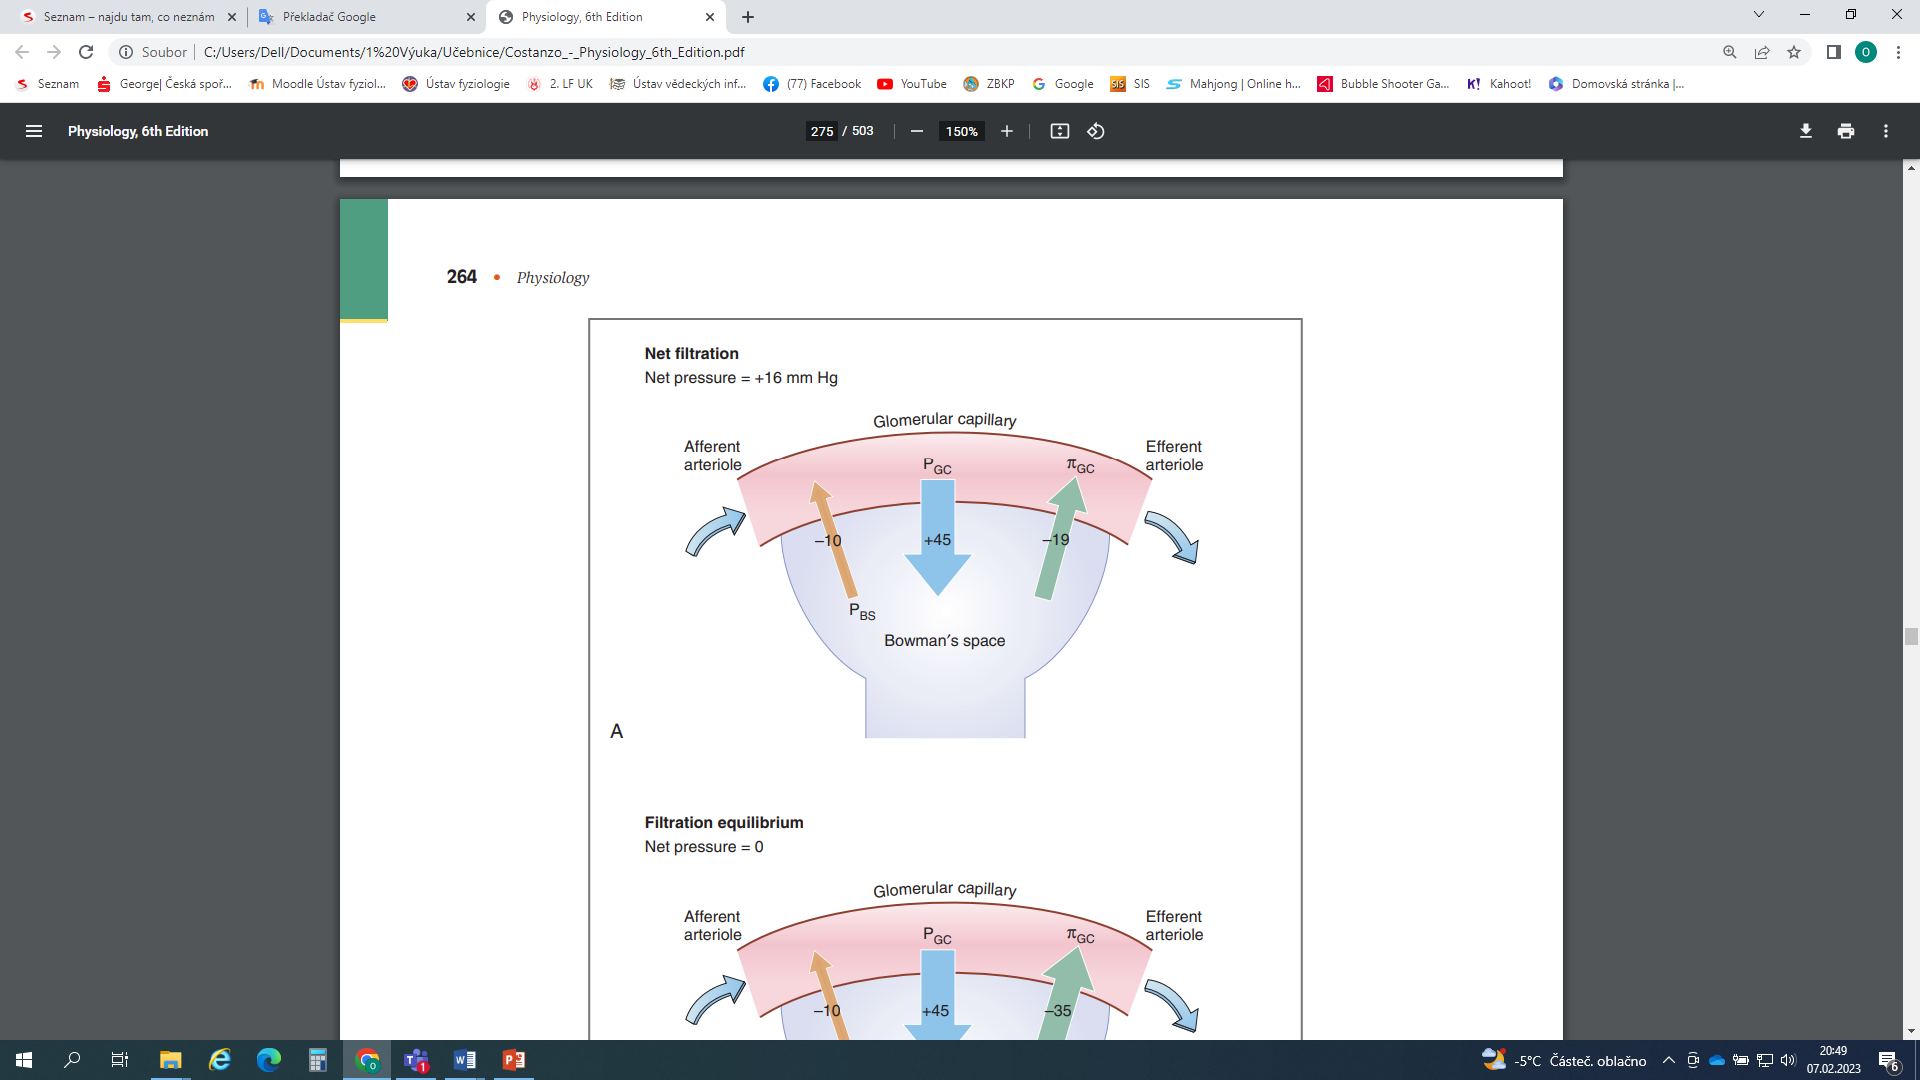 Seznam – najdu tam, co neznám
Překladač Google
Physiology, 6th Edition
Soubor
C:/Users/Dell/Documents/1%20Výuka/Učebnice/Costanzo_-_Physiology_6th_Edition.pdf
O
Seznam
George| Česká spoř...
Moodle Ústav fyziol...
Ústav fyziologie
2. LF UK
Ústav vědeckých inf...
(77) Facebook
YouTube
ZBKP
Google
SIS
Mahjong | Online h...
Bubble Shooter Ga...
K! Kahoot!
Domovská stránka |...
Physiology, 6th Edition
275 / 503
150%
264 • Physiology
Net filtration
Net pressure = +16 mm Hg
Glomerular capillary
Afferent
arteriole
Efferent
arteriole
PGC
πGC
–10
+45
–19
PBS
Bowman′s space
A
Filtration equilibrium
Net pressure = 0
Glomerular capillary
Afferent
arteriole
Efferent
arteriole
PGC
πGC
–10
+45
–35
-5°C Částeč. oblačno
20:49
07.02.2023
6